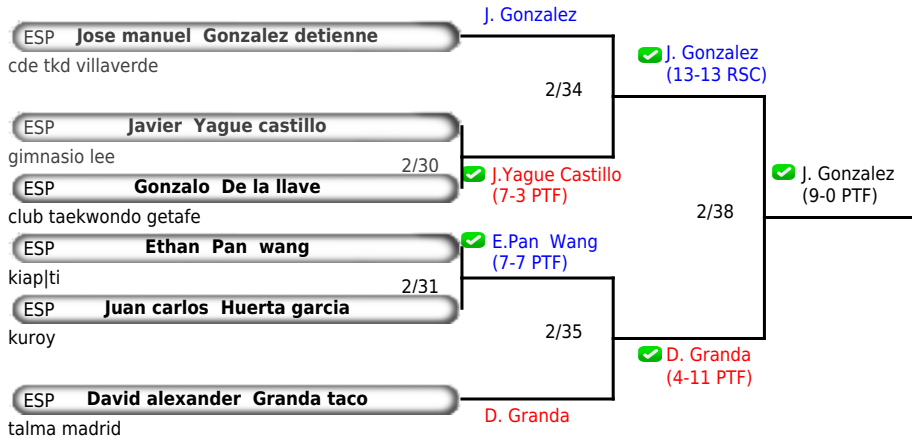 J. Gonzalez
ESP Jose manuel Gonzalez detienne
cde tkd villaverde
J. Gonzalez
(13-13 RSC)
2/34
ESP Javier Yague castillo
gimnasio lee
2/30
J.Yague Castillo
(7-3 PTF)
ESP Gonzalo De la llave
club taekwondo getafe
J. Gonzalez
(9-0 PTF)
2/38
ESP Ethan Pan wang
kiap|ti
E.Pan Wang
(7-7 PTF)
2/31
ESP Juan carlos Huerta garcia
kuroy
2/35
D. Granda
(4-11 PTF)
ESP David alexander Granda taco
talma madrid
D. Granda